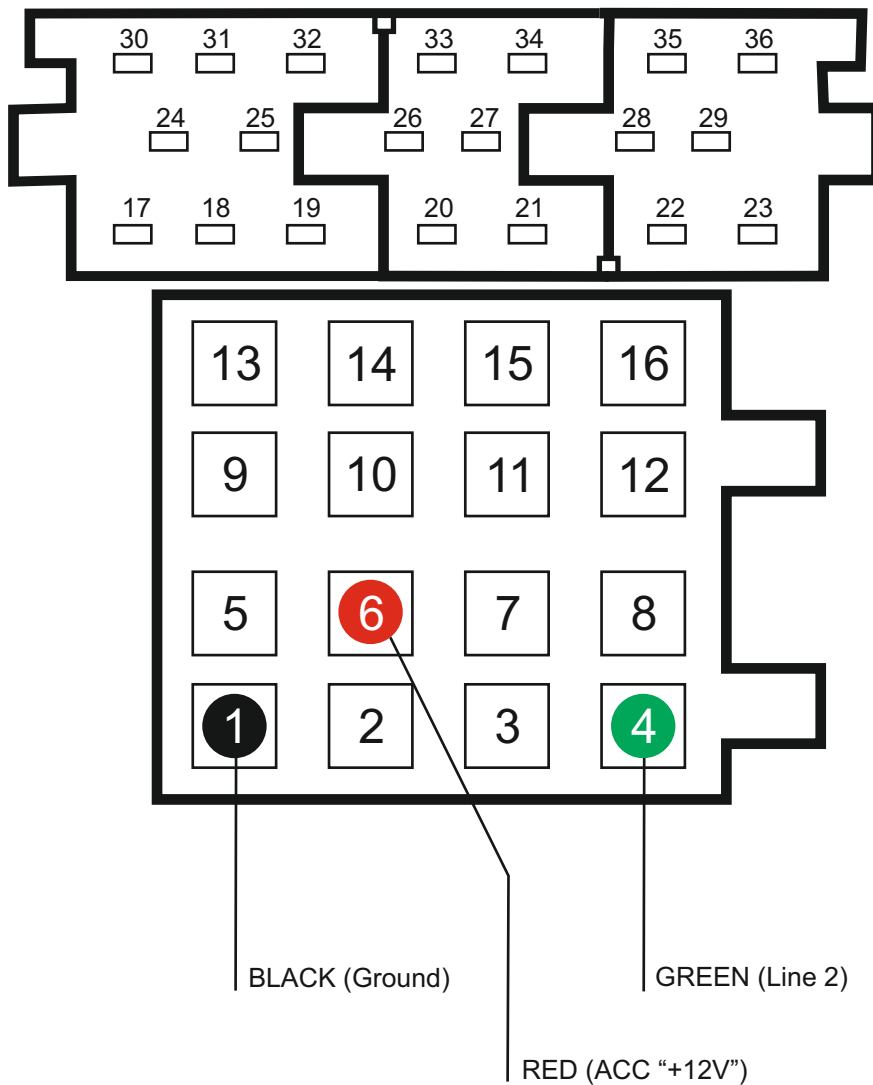 30 31 32 33 34 35 36
24 25 26 27 28 29
17 18 19 20 21 22 23
13 14 15 16
9 10 11 12
5 6 7 8
1 2 3 4
BLACK (Ground)
GREEN (Line 2)
RED (ACC “+12V”)